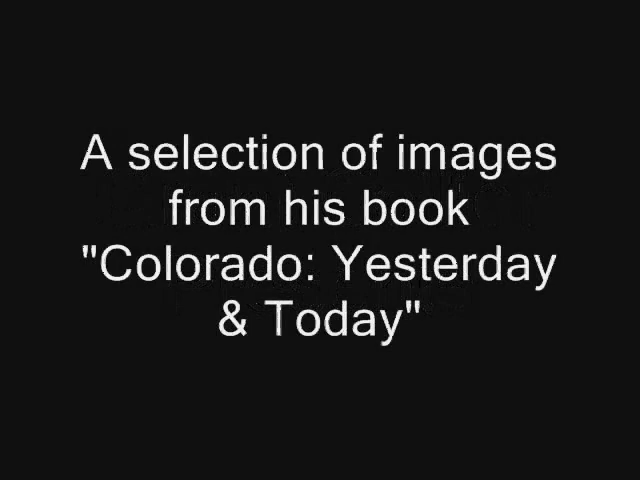 A selection of images
from his book
"Colorado: Yesterday
& Today"